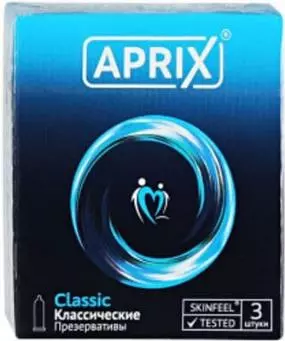 APRIX®
Classic
Классические
Презервативы
SKINFEEL®
✓ TESTED
3
штуки